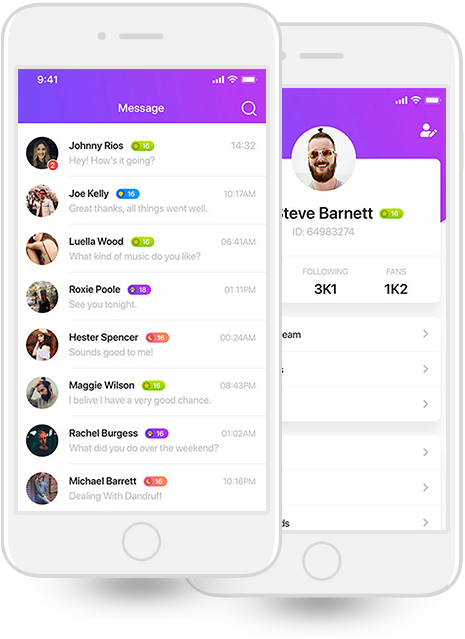 9:41
Message
Johnny Rios 16 14:32
Hey! How's it going?
2
Joe Kelly 16 10:17AM
Great thanks, all things went well.
Luella Wood 16 06:41AM
What kind of music do you like?
Roxie Poole 18 01:11PM
See you tonight.
Hester Spencer 16 00:24AM
Sounds good to me!
Maggie Wilson 16 08:43PM
I belive I have a very good chance.
Rachel Burgess 16 01:02AM
What did you do over the weekend?
Michael Barrett 16 10:16PM
Dealing With Dandruff
Steve Barnett 16
ID: 64983274
FOLLOWING FANS
3K1 1K2